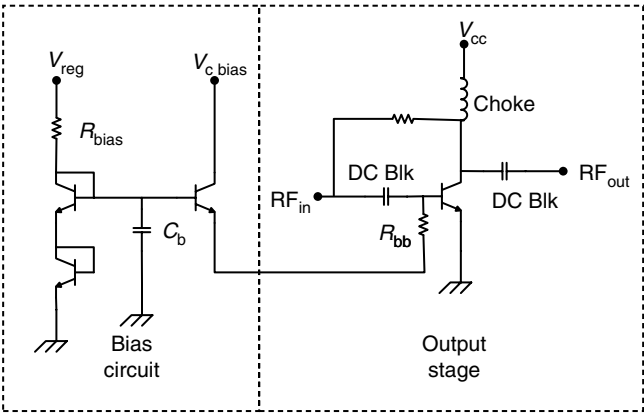 V_reg
V_c bias
V_cc
Choke
R_bias
DC Blk
RF_in
RF_out
DC Blk
C_b
R_bb
Bias
circuit
Output
stage